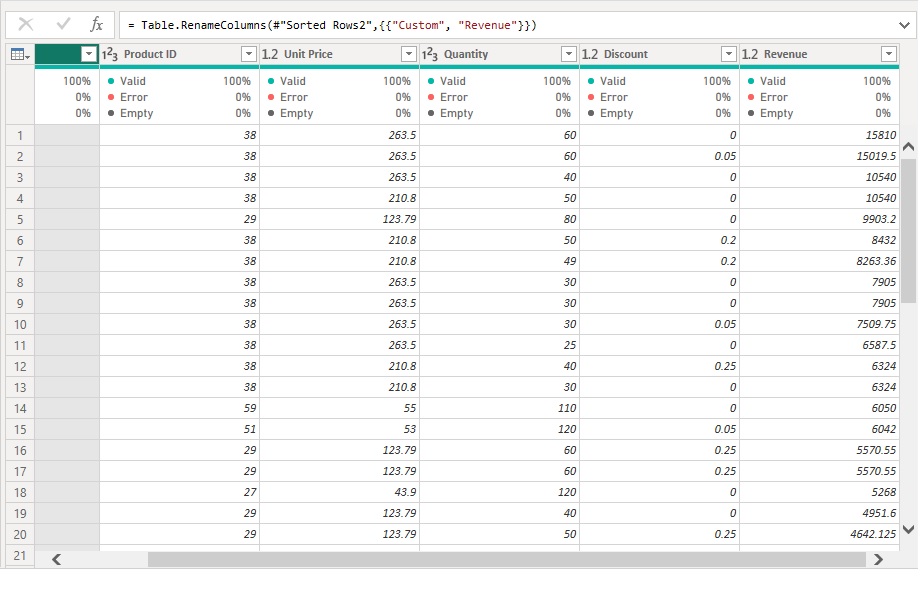 fx = Table.RenameColumns(#"Sorted Rows2",{{"Custom", "Revenue"}})
1²3 Product ID 1.2 Unit Price 1²3 Quantity 1.2 Discount 1.2 Revenue
100% Valid 100% Valid 100% Valid 100% Valid 100% Valid 100%
0% Error 0% Error 0% Error 0% Error 0% Error 0%
0% Empty 0% Empty 0% Empty 0% Empty 0% Empty 0%
1 38 263.5 60 0 15810
2 38 263.5 60 0.05 15019.5
3 38 263.5 40 0 10540
4 38 210.8 50 0 10540
5 29 123.79 80 0 9903.2
6 38 210.8 50 0.2 8432
7 38 210.8 49 0.2 8263.36
8 38 263.5 30 0 7905
9 38 263.5 30 0 7905
10 38 263.5 30 0.05 7509.75
11 38 263.5 25 0 6587.5
12 38 210.8 40 0.25 6324
13 38 210.8 30 0 6324
14 59 55 110 0 6050
15 51 53 120 0.05 6042
16 29 123.79 60 0.25 5570.55
17 29 123.79 60 0.25 5570.55
18 27 43.9 120 0 5268
19 29 123.79 40 0 4951.6
20 29 123.79 50 0.25 4642.125
21